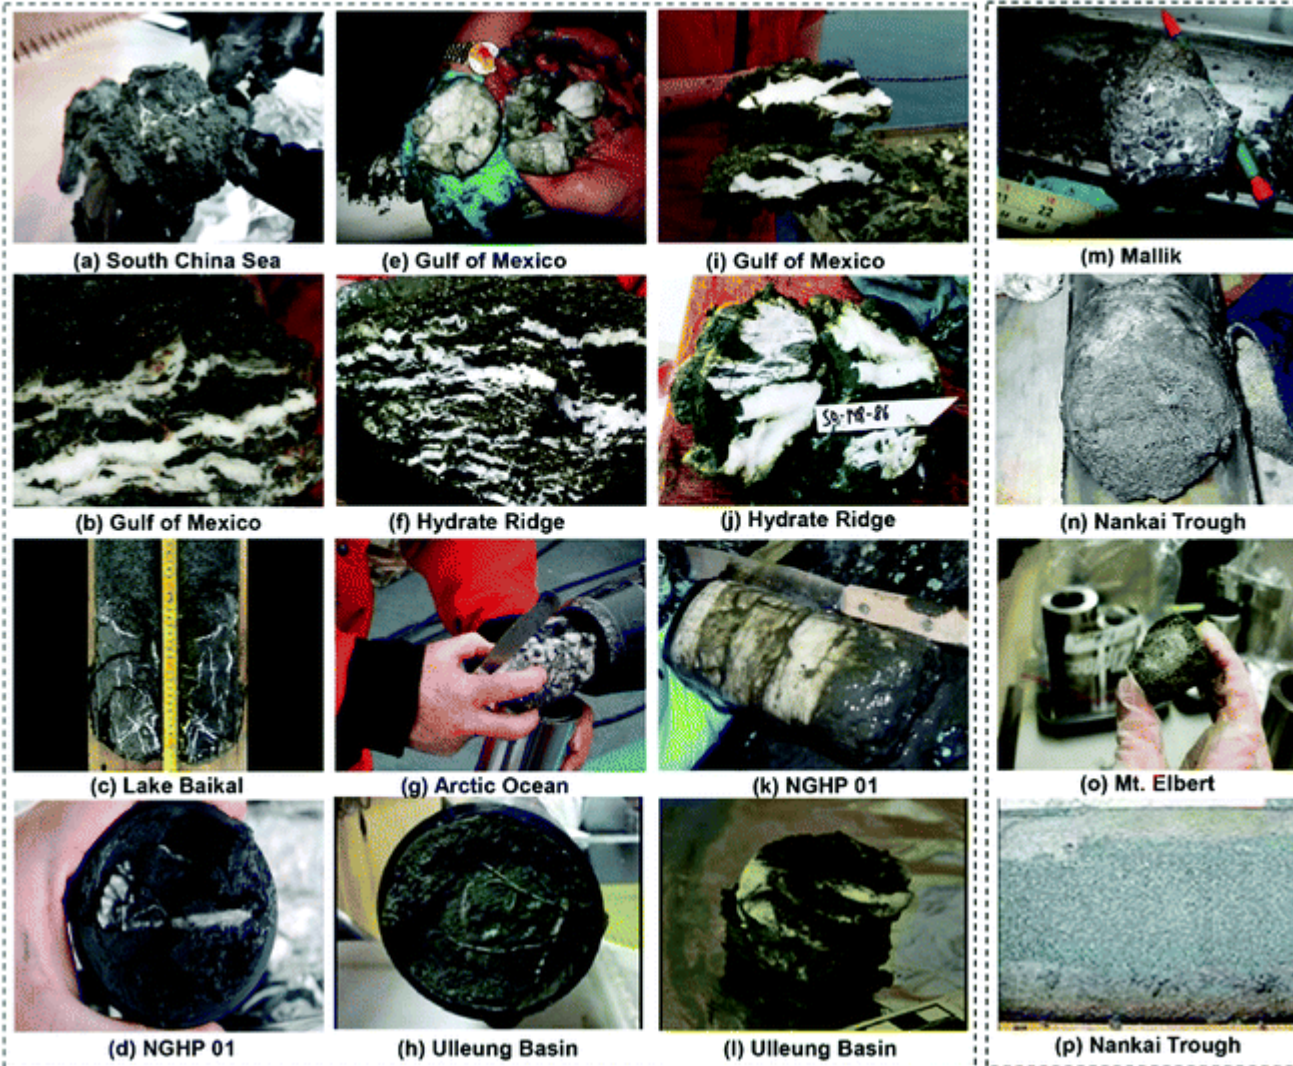 (a) South China Sea
(e) Gulf of Mexico
(i) Gulf of Mexico
(m) Mallik
(b) Gulf of Mexico
(f) Hydrate Ridge
(j) Hydrate Ridge
(n) Nankai Trough
(c) Lake Baikal
(g) Arctic Ocean
(k) NGHP 01
(o) Mt. Elbert
(d) NGHP 01
(h) Ulleung Basin
(l) Ulleung Basin
(p) Nankai Trough